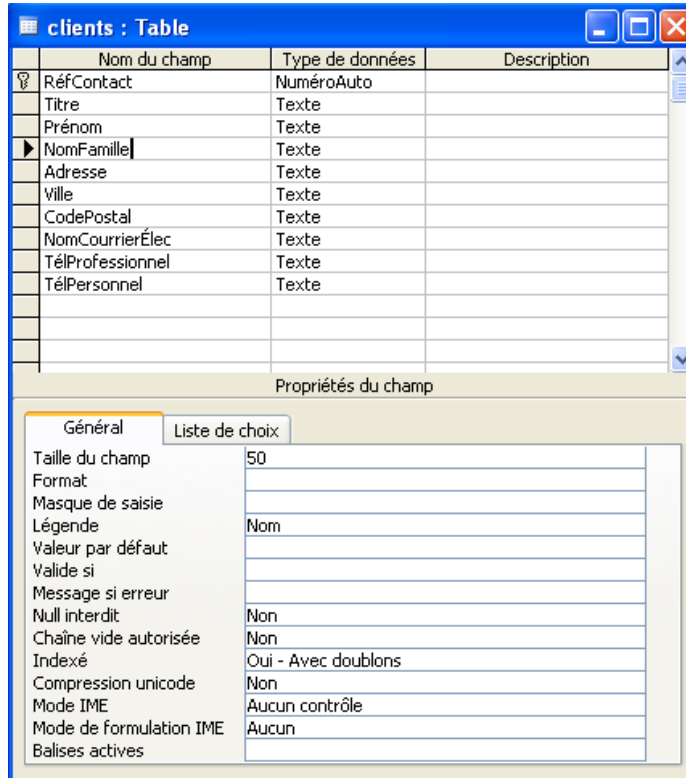 clients : Table
Nom du champ Type de données Description
RéfContact NuméroAuto
Titre Texte
Prénom Texte
NomFamille Texte
Adresse Texte
Ville Texte
CodePostal Texte
NomCourrierÉlec Texte
TélProfessionnel Texte
TélPersonnel Texte
Propriétés du champ
Général Liste de choix
Taille du champ 50
Format
Masque de saisie
Légende Nom
Valeur par défaut
Valide si
Message si erreur
Null interdit Non
Chaîne vide autorisée Non
Indexé Oui - Avec doublons
Compression unicode Non
Mode IME Aucun contrôle
Mode de formulation IME Aucun
Balises actives